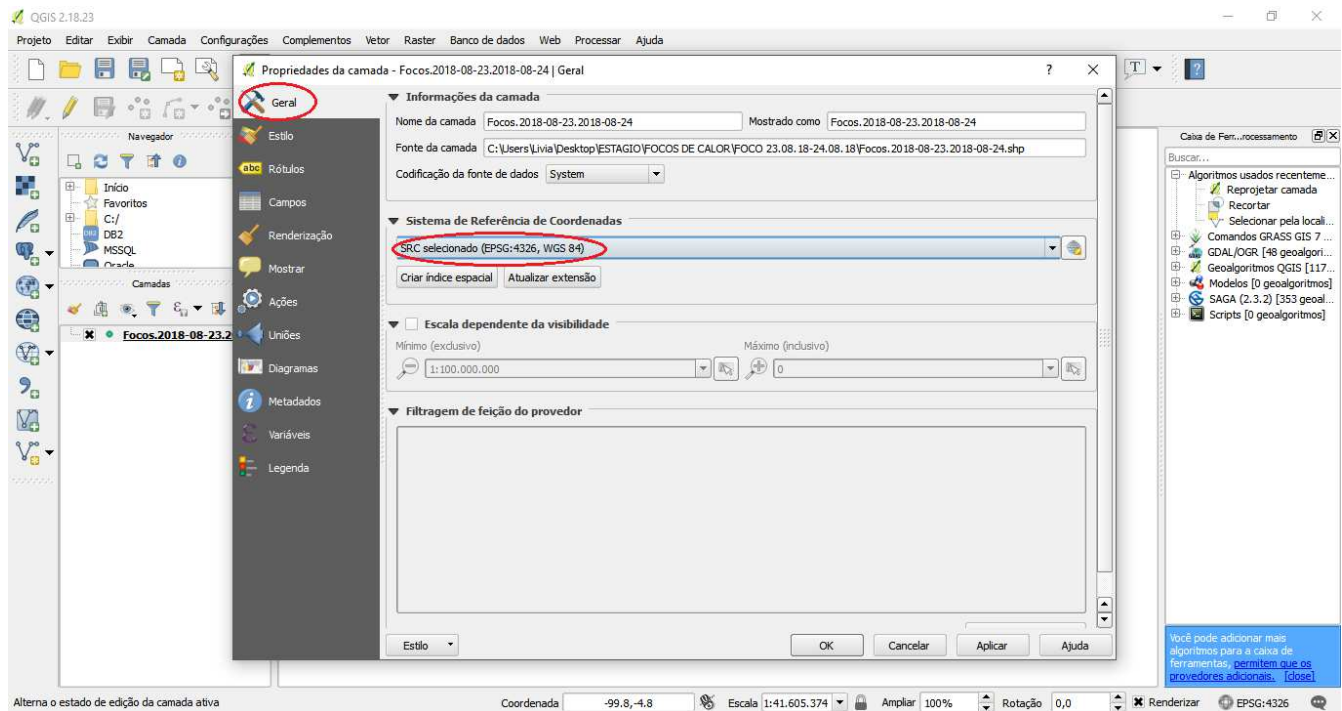 QGIS 2.18.23
Projeto Editar Exibir Camada Configurações Complementos Vetor Raster Banco de dados Web Processar Ajuda
Propriedades da camada - Focos.2018-08-23.2018-08-24 | Geral
Geral
Estilo
Rótulos
Campos
Renderização
Mostrar
Ações
Uniões
Diagramas
Metadados
Variáveis
Legenda
Informações da camada
Nome da camada Focos.2018-08-23.2018-08-24 Mostrado como Focos.2018-08-23.2018-08-24
Fonte da camada C:\Users\Livia\Desktop\ESTAGIO\FOCOS DE CALOR\FOCO 23.08.18-24.08.18\Focos.2018-08-23.2018-08-24.shp
Codificação da fonte de dados System
Sistema de Referência de Coordenadas
SRC selecionado (EPSG:4326, WGS 84)
Criar índice espacial Atualizar extensão
Escala dependente da visibilidade
Mínimo (exclusivo) Máximo (inclusivo)
1:100.000.000 0
Filtragem de feição do provedor
Estilo OK Cancelar Aplicar Ajuda
Navegador
Início
Favoritos
C:/
DB2
MSSQL
Oracle
Camadas
Focos.2018-08-23.2
abc
Caixa de Ferr...rocessamento
Buscar...
Algoritmos usados recenteme...
Reprojetar camada
Recortar
Selecionar pela locali...
Comandos GRASS GIS 7 ...
GDAL/OGR [48 geoalgori...
Geoalgoritmos QGIS [117...
Modelos [0 geoalgoritmos]
SAGA (2.3.2) [353 geoal...
Scripts [0 geoalgoritmos]
Você pode adicionar mais
algoritmos para a caixa de
ferramentas, permitem que os
provedores adicionais. [close]
Alterna o estado de edição da camada ativa Coordenada -99.8,-4.8 Escala 1:41.605.374 Ampliar 100% Rotação 0,0 Renderizar EPSG:4326